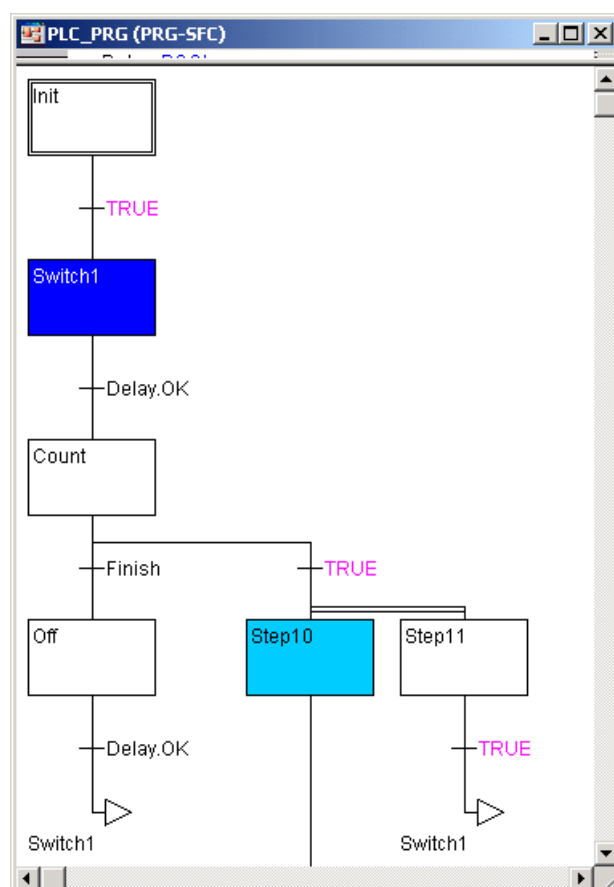 PLC_PRG (PRG-SFC)
Init
TRUE
Switch1
Delay.OK
Count
Finish
TRUE
Off
Step10
Step11
Delay.OK
TRUE
Switch1
Switch1